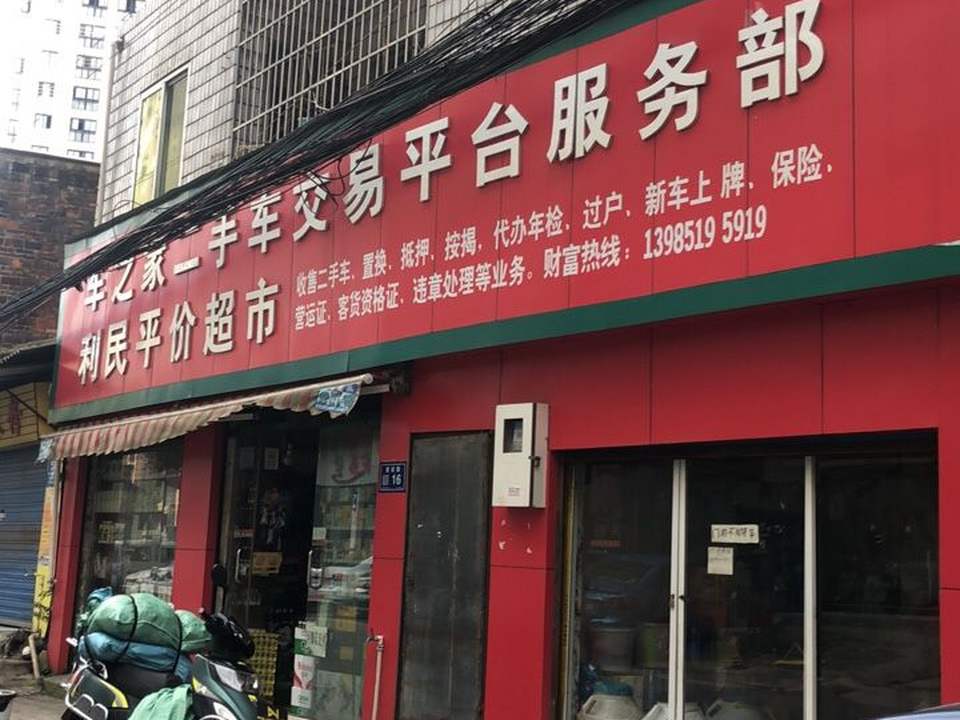 车之家二手车交易平台服务部
利民平价超市
收售二手车、置换、抵押、按揭、代办年检、过户、新车上牌、保险、
营运证、客货资格证、违章处理等业务。财富热线：13985195919
16